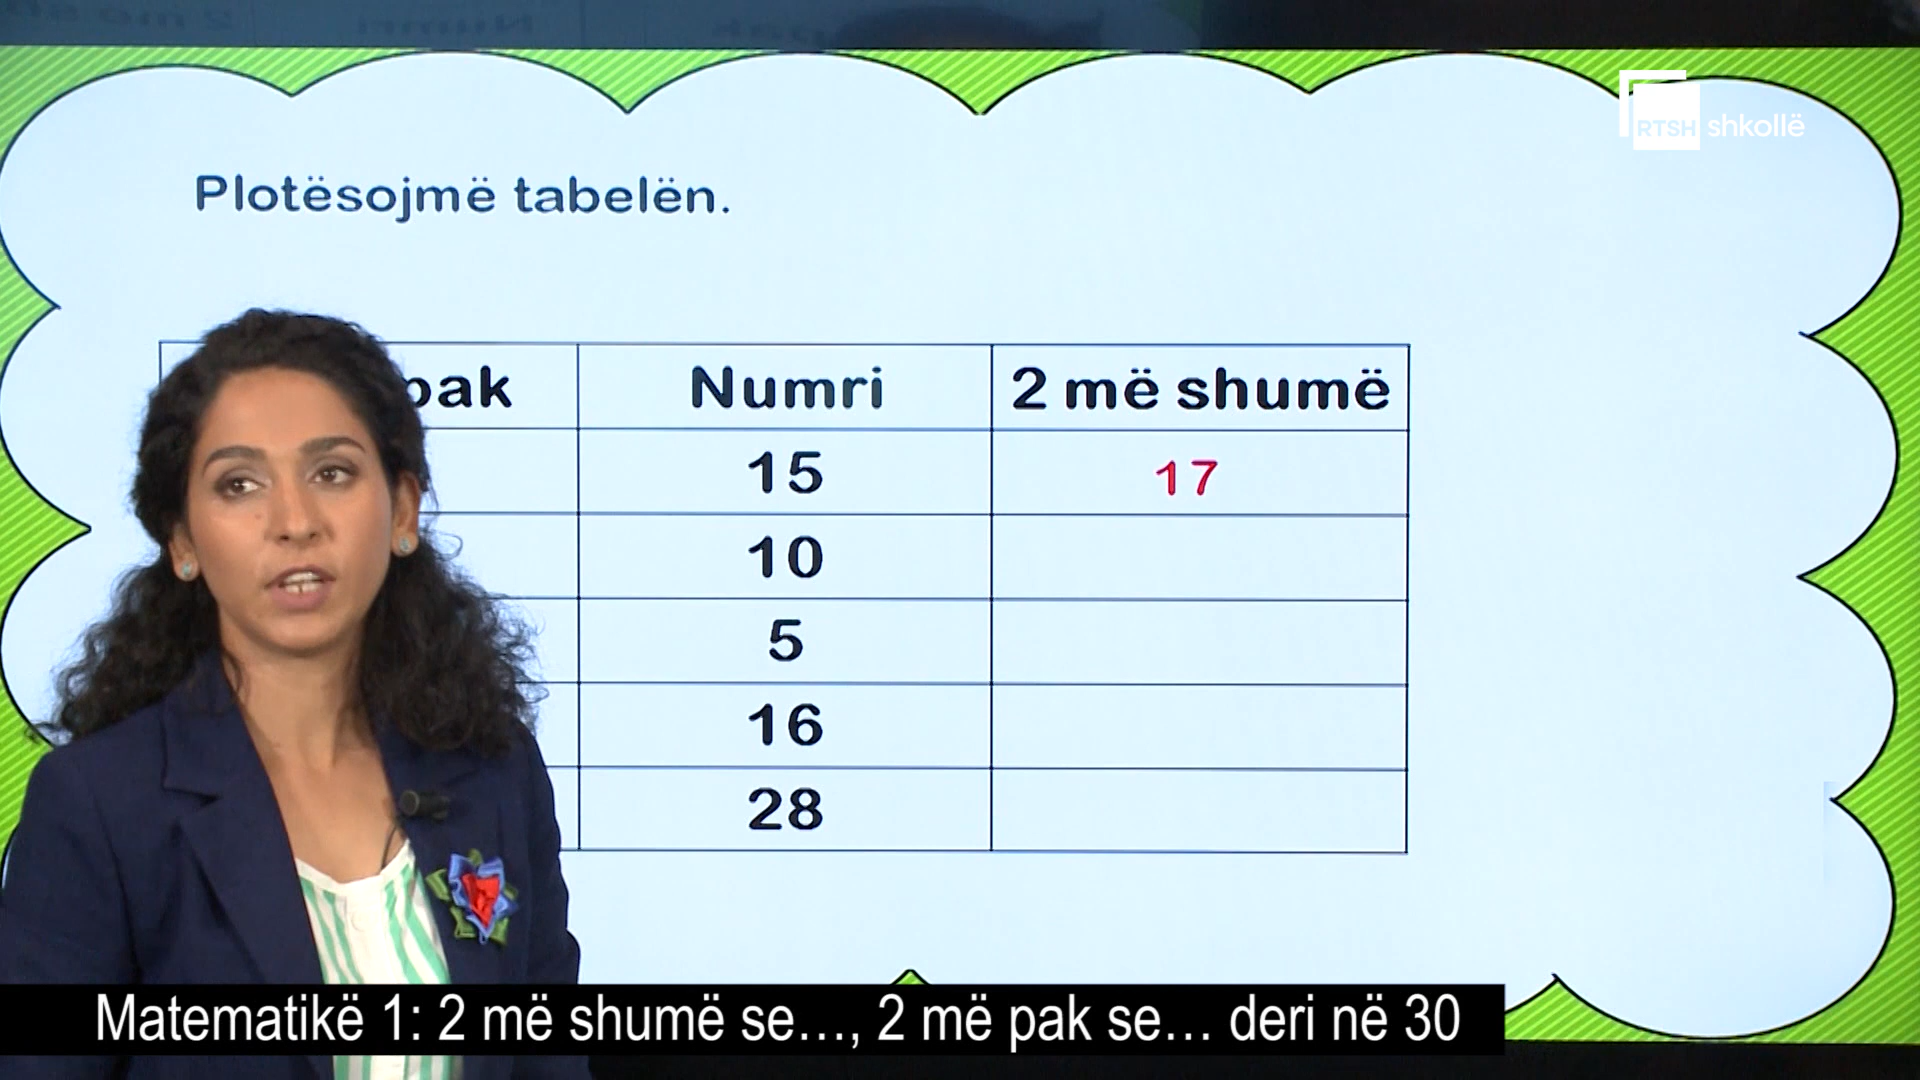 RTSH shkollë
Plotësojmë tabelën.
pak Numri 2 më shumë
15 17
10
5
16
28
Matematikë 1: 2 më shumë se..., 2 më pak se... deri në 30